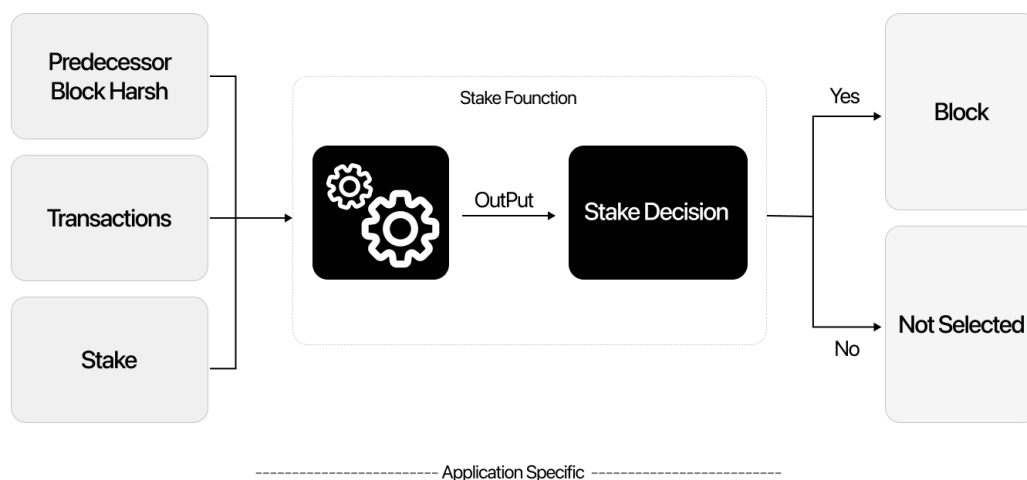 Predecessor
Block Harsh
Transactions
Stake
Stake Founction
OutPut
Stake Decision
Yes
No
Block
Not Selected
Application Specific